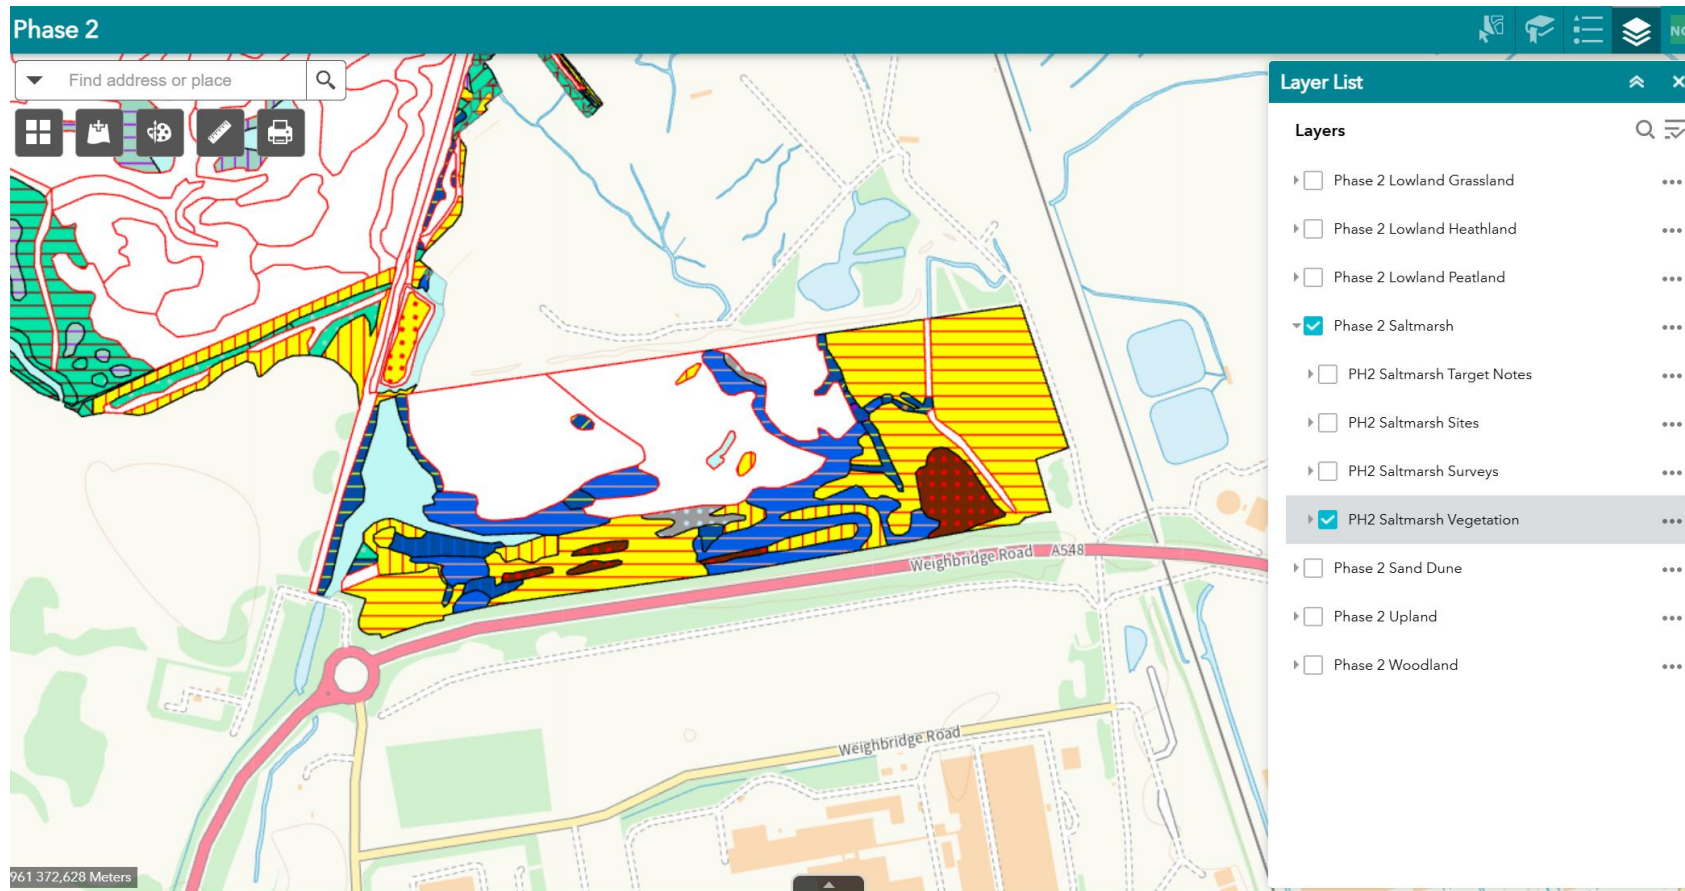 Phase 2
NO
Find address or place
Layer List
Layers
Phase 2 Lowland Grassland
Phase 2 Lowland Heathland
Phase 2 Lowland Peatland
Phase 2 Saltmarsh
PH2 Saltmarsh Target Notes
PH2 Saltmarsh Sites
PH2 Saltmarsh Surveys
PH2 Saltmarsh Vegetation
Phase 2 Sand Dune
Phase 2 Upland
Phase 2 Woodland
Weighbridge Road A548
Weighbridge Road
961 372,628 Meters